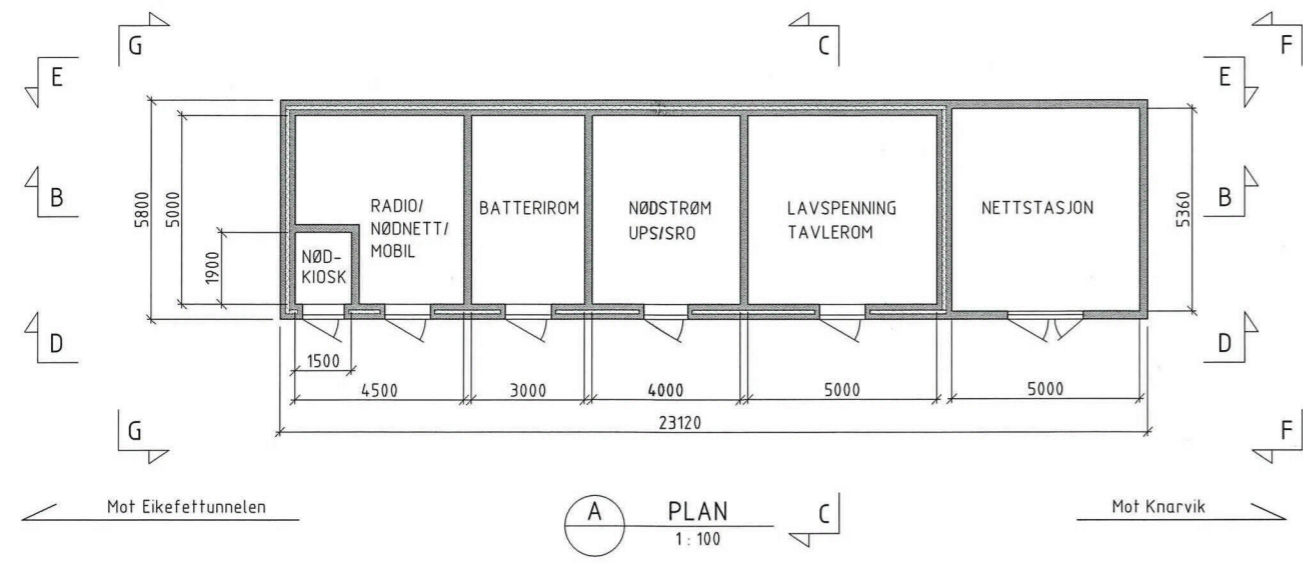 G
C
F
E
E
B
B
5800
5000
1900
5360
RADIO/
NØDNETT/
MOBIL
BATTERIROM
NØDSTRØM
UPS/SRO
LAVSPENNING
TAVLEROM
NETTSTASJON
NØD-
KIOSK
D
D
1500
4500
3000
4000
5000
5000
23120
G
F
Mot Eikefettunnelen
A
PLAN
1 : 100
C
Mot Knarvik